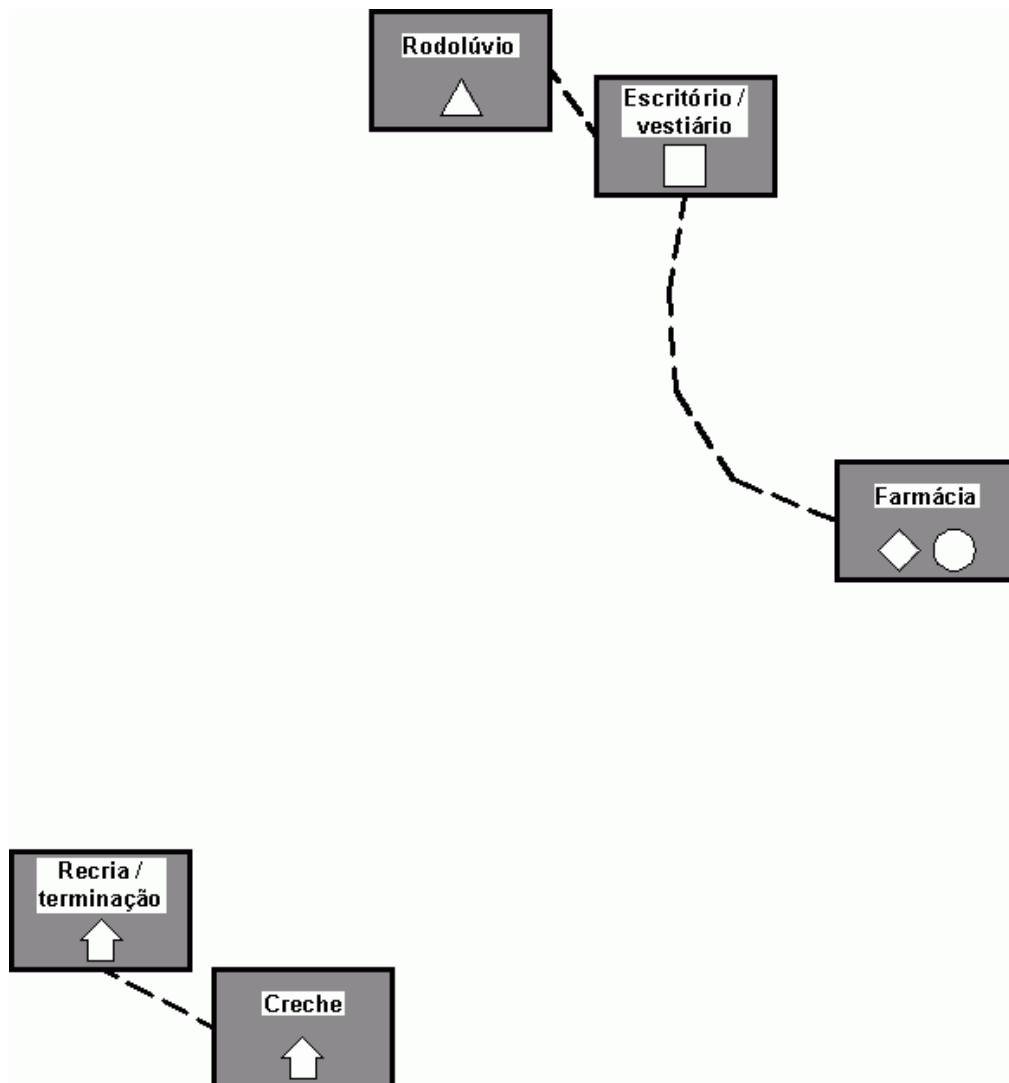 Rodolúvio
Escritório /
vestiário
Farmácia
Recria /
terminação
Creche